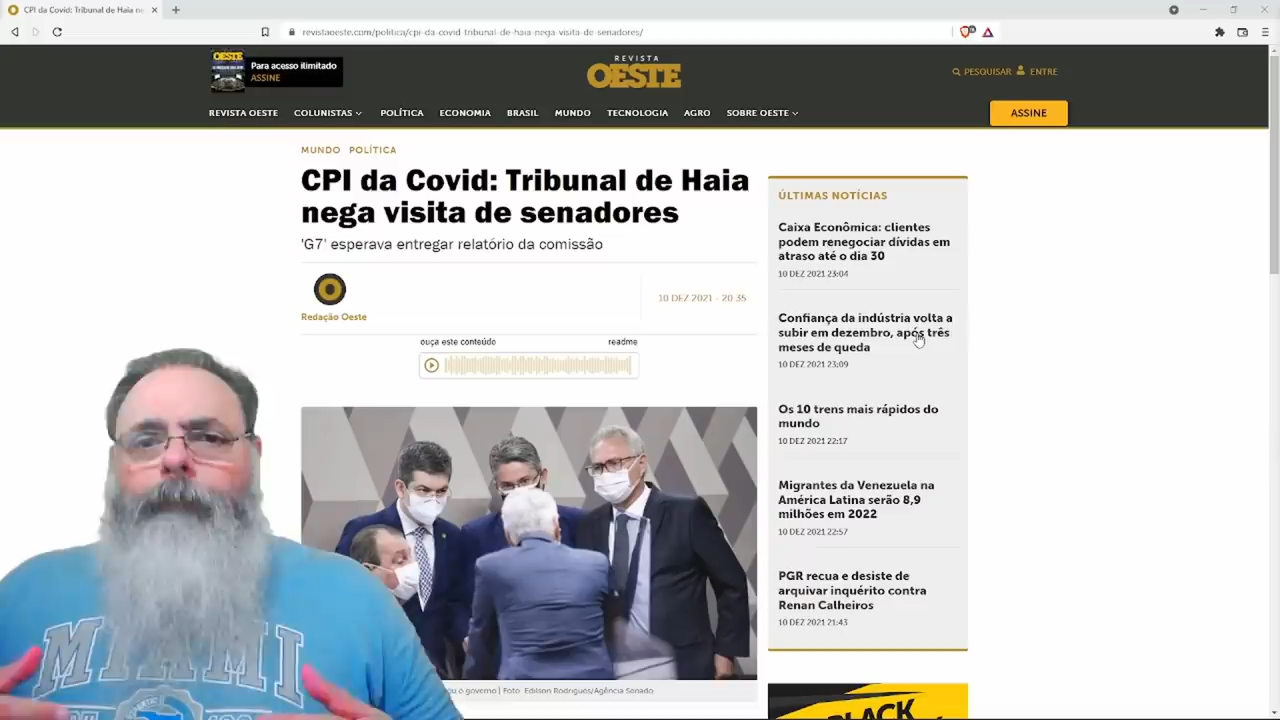 CPI da Covid: Tribunal de Haia ne
revistaoeste.com/politica/cpi-da-covid-tribunal-de-haia-nega-visita-de-senadores/
OESTE
Para acesso ilimitado
ASSINE
REVISTA
OESTE
PESQUISAR
ENTRE
REVISTA OESTE
COLUNISTAS
POLÍTICA
ECONOMIA
BRASIL
MUNDO
TECNOLOGIA
AGRO
SOBRE OESTE
ASSINE
MUNDO POLÍTICA
CPI da Covid: Tribunal de Haia
nega visita de senadores
'G7' esperava entregar relatório da comissão
Redação Oeste
10 DEZ 2021 - 20:35
ouça este conteúdo
readme
ou o governo | Foto: Edilson Rodrigues/Agência Senado
ÚLTIMAS NOTÍCIAS
Caixa Econômica: clientes
podem renegociar dívidas em
atraso até o dia 30
10 DEZ 2021 23:04
Confiança da indústria volta a
subir em dezembro, após três
meses de queda
10 DEZ 2021 23:09
Os 10 trens mais rápidos do
mundo
10 DEZ 2021 22:17
Migrantes da Venezuela na
América Latina serão 8,9
milhões em 2022
10 DEZ 2021 22:57
PGR recua e desiste de
arquivar inquérito contra
Renan Calheiros
10 DEZ 2021 21:43
BLACK
MIAMI